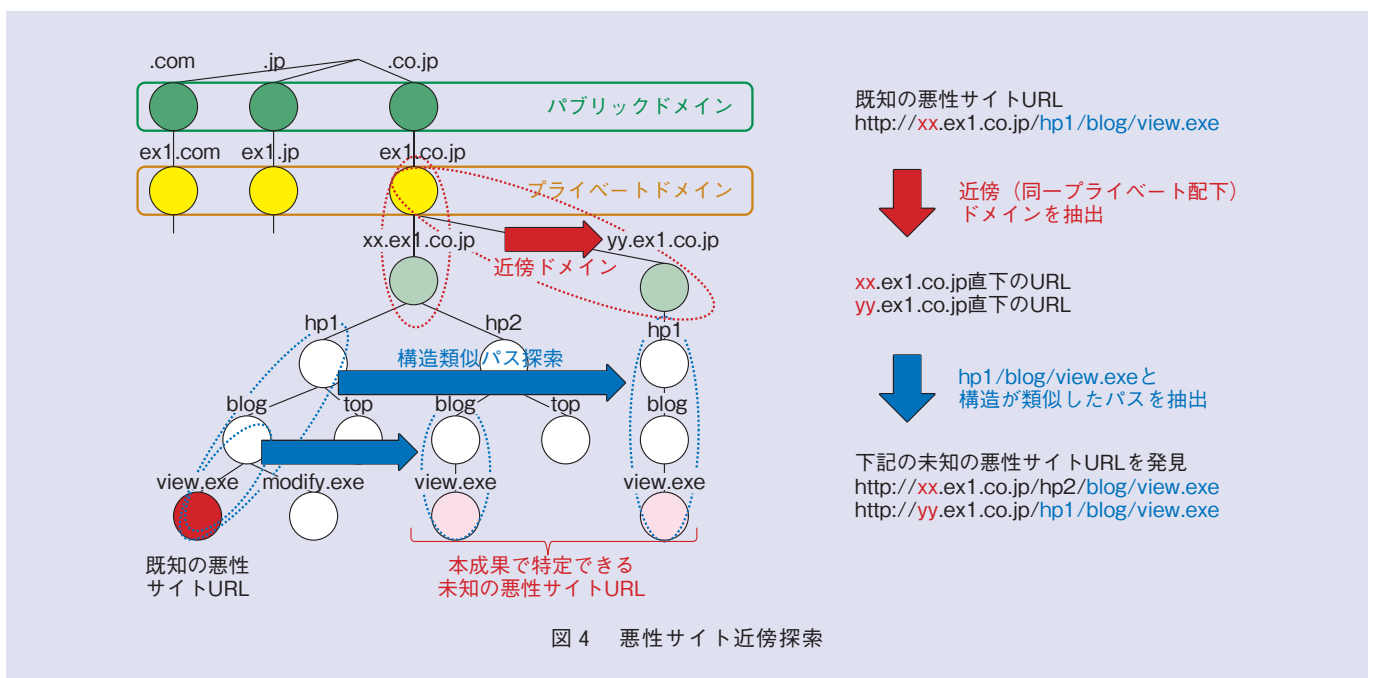 .com .jp .co.jp
パブリックドメイン
ex1.com ex1.jp ex1.co.jp
プライベートドメイン
xx.ex1.co.jp yy.ex1.co.jp
近傍ドメイン
hp1 hp2 hp1
構造類似パス探索
blog top blog top blog
view.exe modify.exe view.exe view.exe
既知の悪性
サイトURL
本成果で特定できる
未知の悪性サイトURL
既知の悪性サイトURL
http://xx.ex1.co.jp/hp1/blog/view.exe
近傍（同一プライベート配下）
ドメインを抽出
xx.ex1.co.jp直下のURL
yy.ex1.co.jp直下のURL
hp1/blog/view.exeと
構造が類似したパスを抽出
下記の未知の悪性サイトURLを発見
http://xx.ex1.co.jp/hp2/blog/view.exe
http://yy.ex1.co.jp/hp1/blog/view.exe
図4 悪性サイト近傍探索